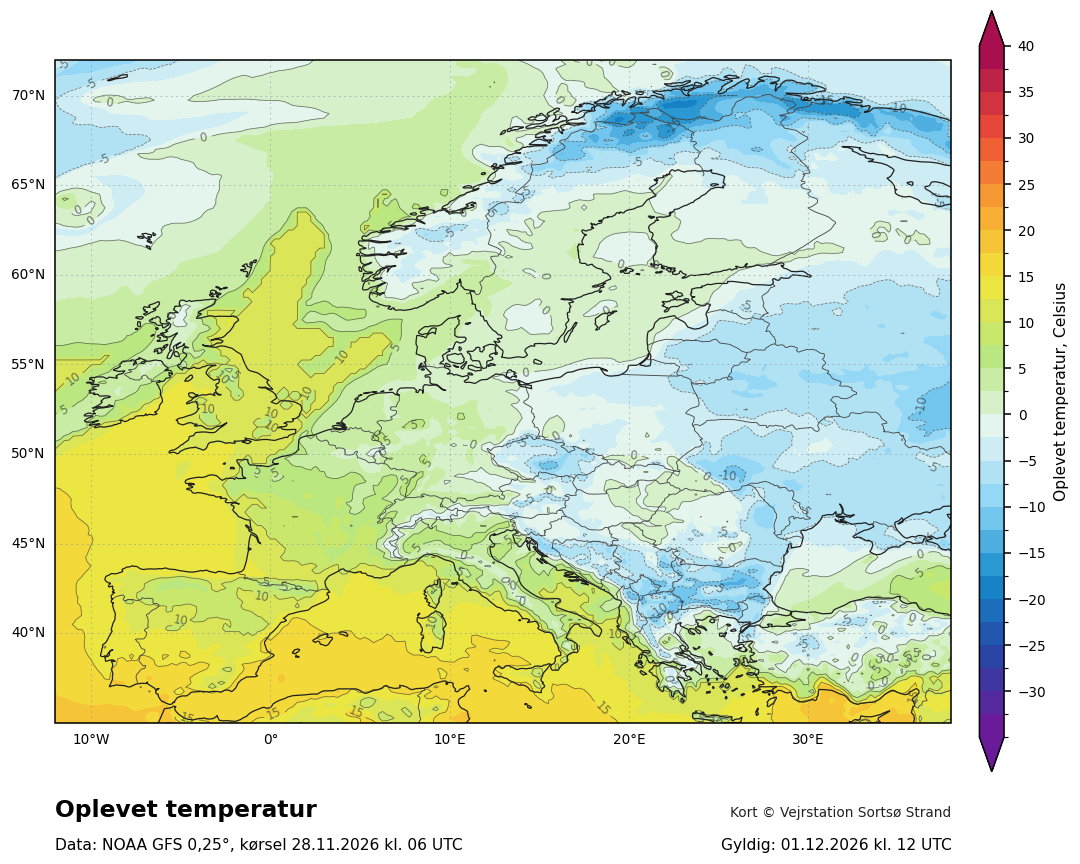 40
35
30
25
20
15
10
5
0
−5
−10
−15
−20
−25
−30
Oplevet temperatur, Celsius
70°N
65°N
60°N
55°N
50°N
45°N
40°N
10°W 0° 10°E 20°E 30°E
Oplevet temperatur
Kort © Vejrstation Sortsø Strand
Data: NOAA GFS 0,25°, kørsel 28.11.2026 kl. 06 UTC
Gyldig: 01.12.2026 kl. 12 UTC